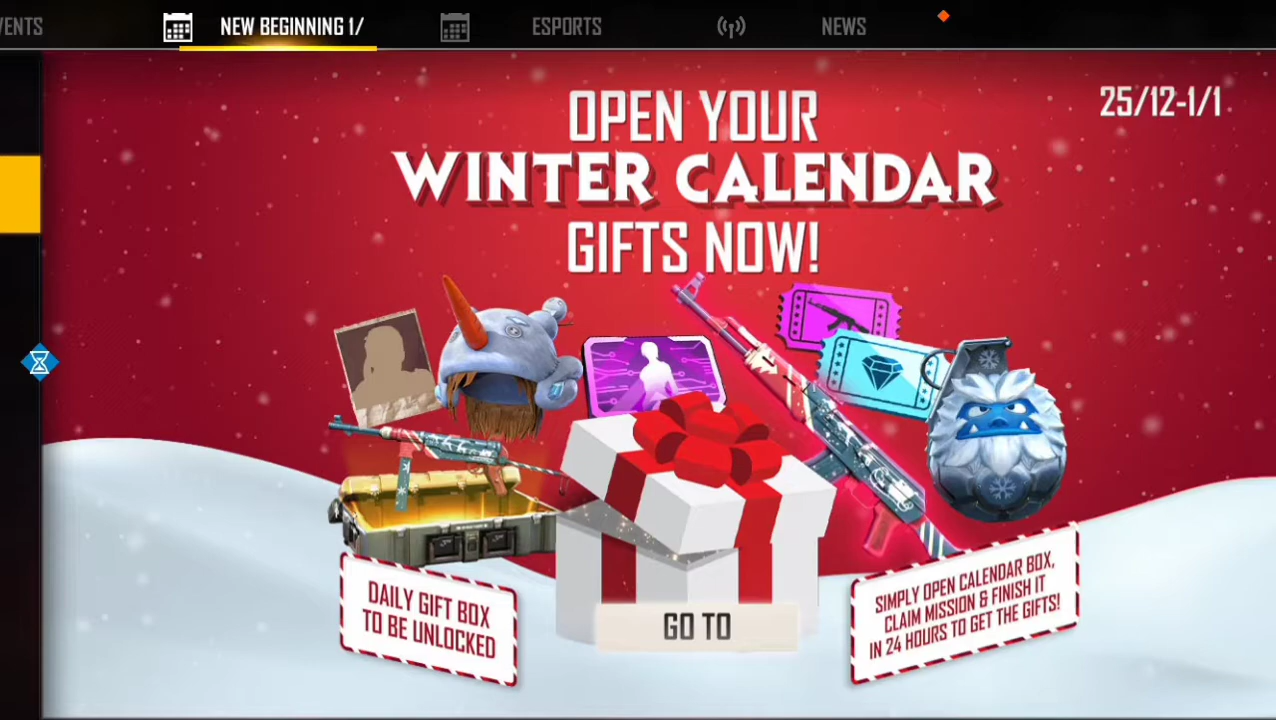 VENTS
NEW BEGINNING 1/
ESPORTS
NEWS
25/12-1/1
OPEN YOUR
WINTER CALENDAR
GIFTS NOW!
DAILY GIFT BOX
TO BE UNLOCKED
GO TO
SIMPLY OPEN CALENDAR BOX,
CLAIM MISSION & FINISH IT
IN 24 HOURS TO GET THE GIFTS!